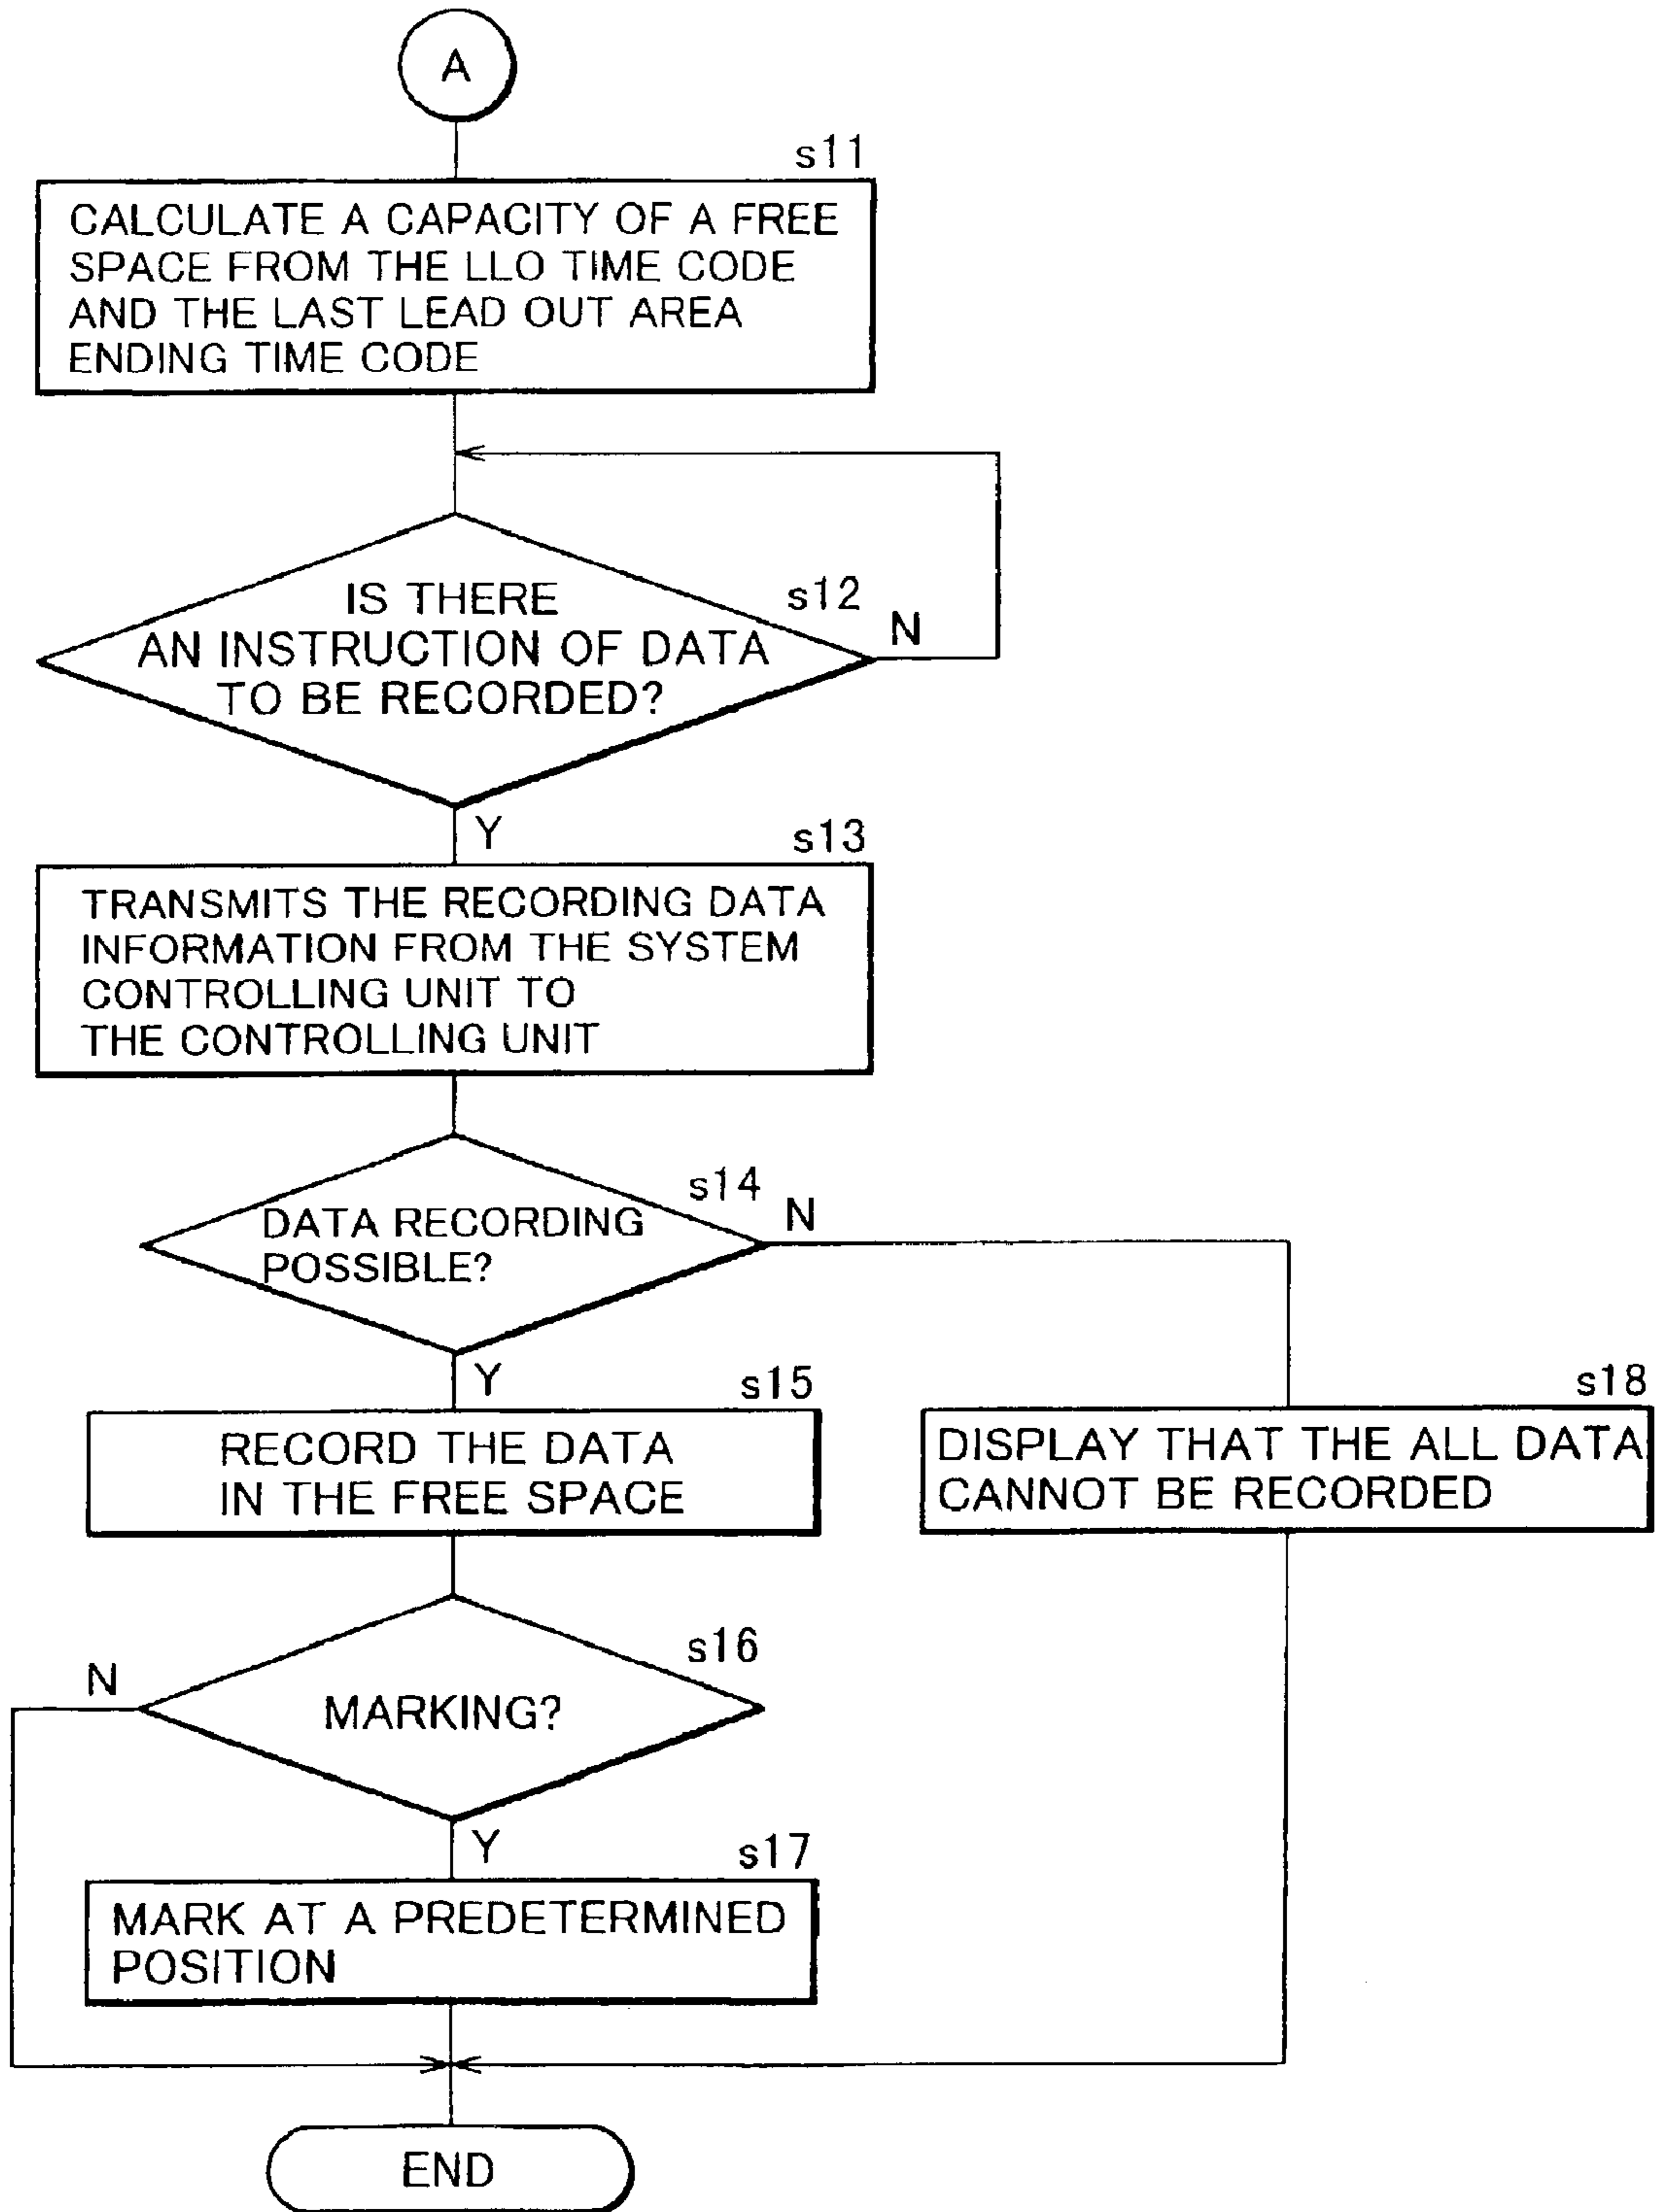 A
s11
CALCULATE A CAPACITY OF A FREE
SPACE FROM THE LLO TIME CODE
AND THE LAST LEAD OUT AREA
ENDING TIME CODE
s12
IS THERE
AN INSTRUCTION OF DATA
TO BE RECORDED?
N
Y
s13
TRANSMITS THE RECORDING DATA
INFORMATION FROM THE SYSTEM
CONTROLLING UNIT TO
THE CONTROLLING UNIT
s14
DATA RECORDING
POSSIBLE?
N
Y
s15
RECORD THE DATA
IN THE FREE SPACE
s18
DISPLAY THAT THE ALL DATA
CANNOT BE RECORDED
s16
N
MARKING?
Y
s17
MARK AT A PREDETERMINED
POSITION
END